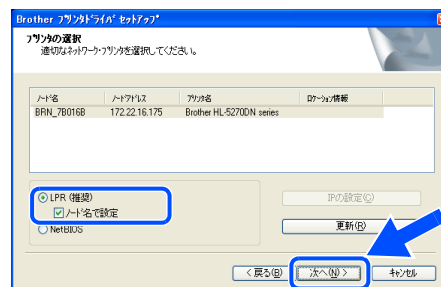 Brother プリンタドライバ セットアップ
プリンタの選択
適切なネットワーク・プリンタを選択してください。
ノード名 ノードアドレス プリンタ名 ロケーション情報
BRN_7B016B 172.22.16.175 Brother HL-5270DN series
LPR (推奨)
ノード名で設定
NetBIOS
IPの設定(C)
更新(R)
< 戻る(B) 次へ(N) > キャンセル